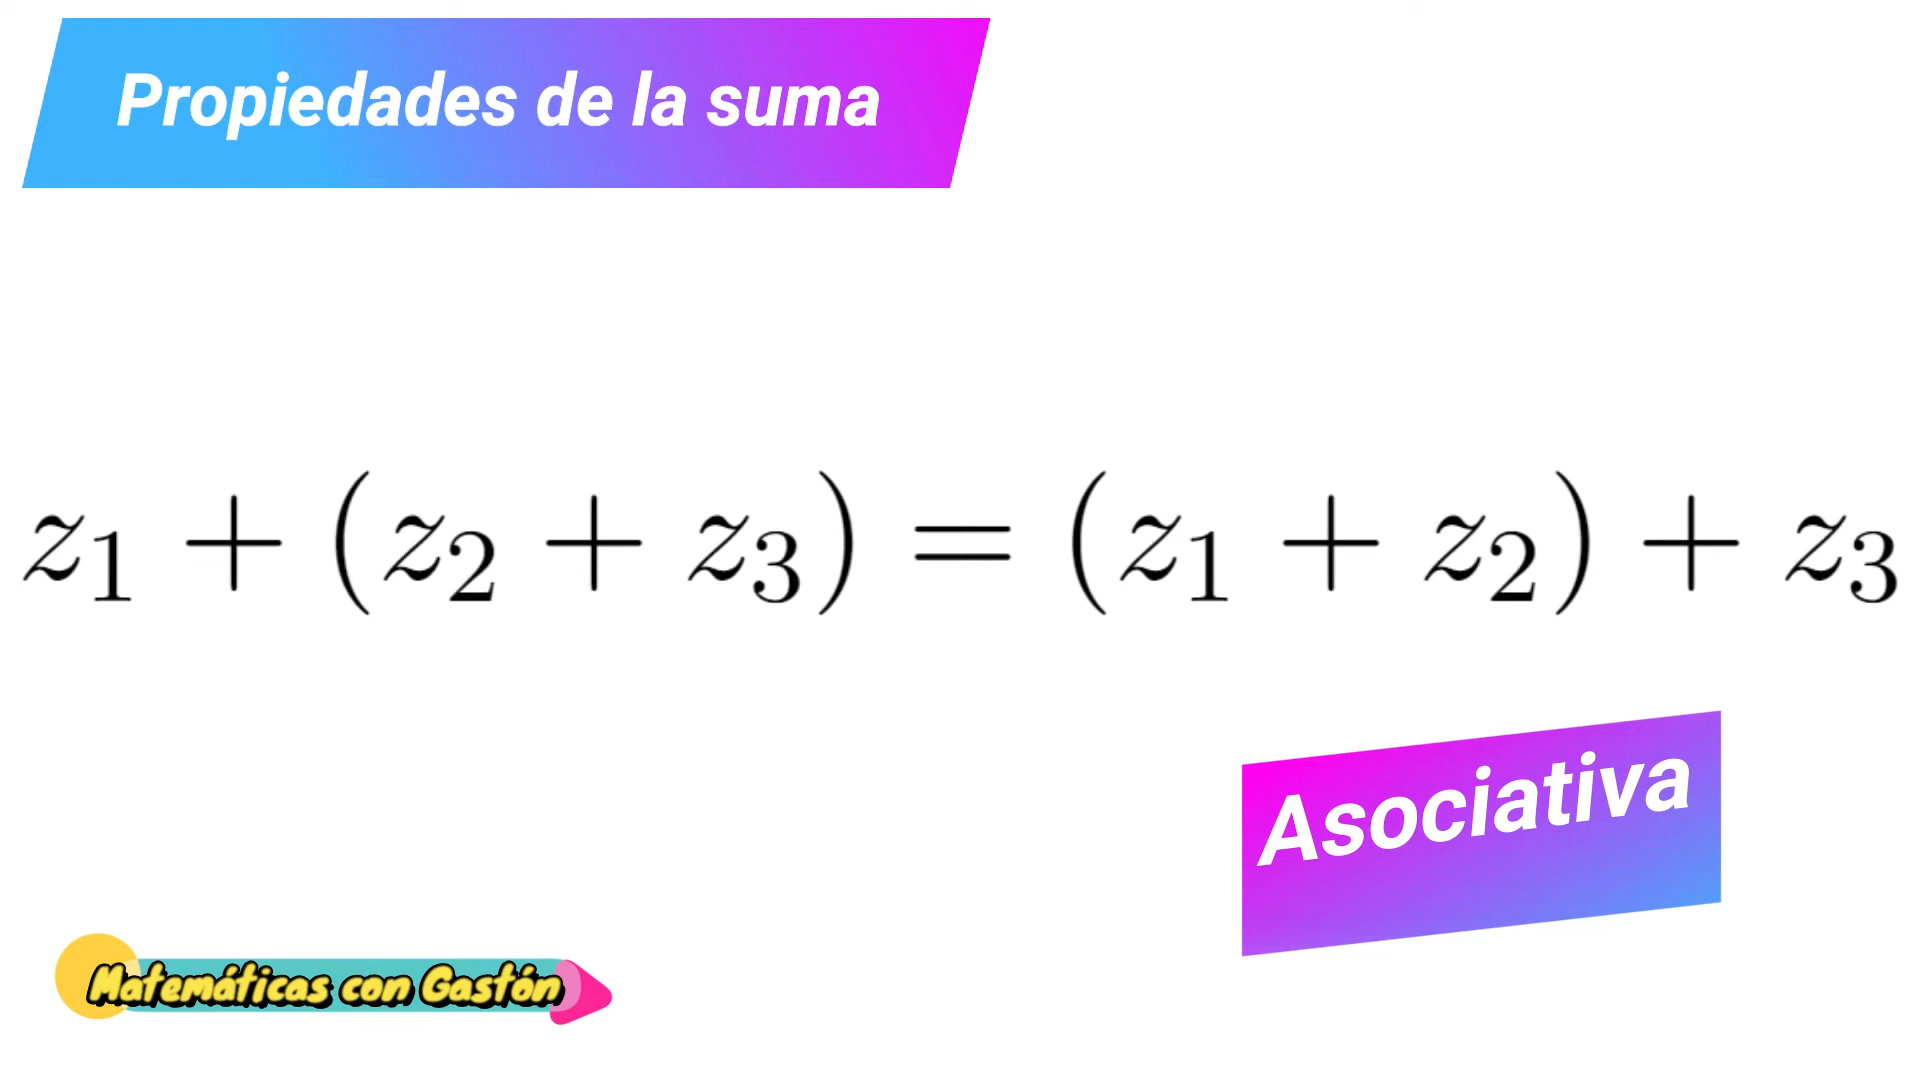 Propiedades de la suma
z₁ + (z₂ + z₃) = (z₁ + z₂) + z₃
Asociativa
Matemáticas con Gastón